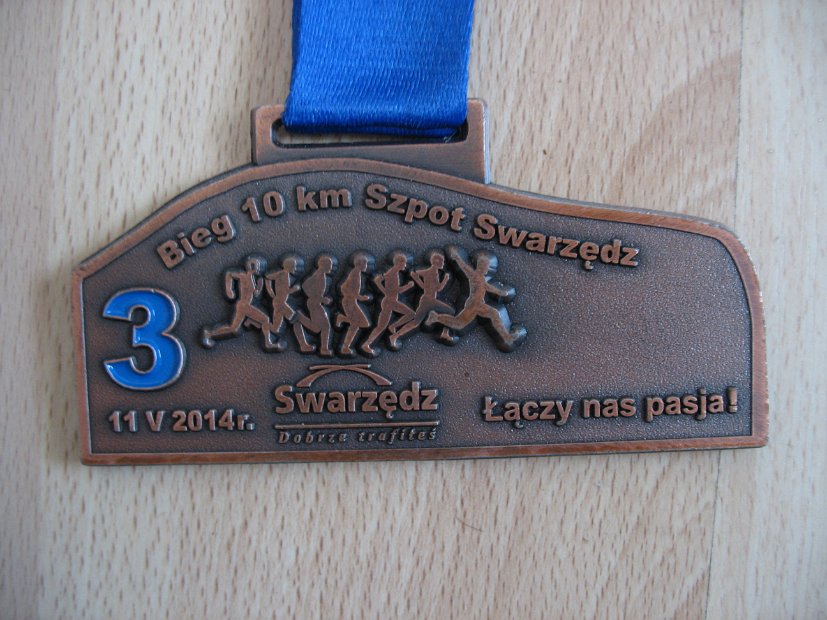 Bieg 10 km Szpot Swarzędz
3
11 V 2014r.
Swarzędz
Dobrze trafiłeś
Łączy nas pasja!